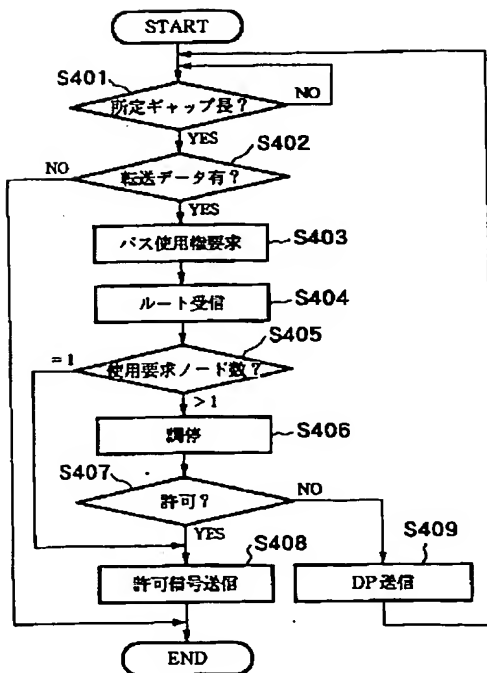 START
S401
所定ギャップ長?
NO
YES
S402
NO
転送データ有?
YES
バス使用権要求
S403
ルート受信
S404
S405
= 1
使用要求ノード数?
> 1
調停
S406
S407
許可?
NO
YES
S408
許可信号送信
S409
DP 送信
END